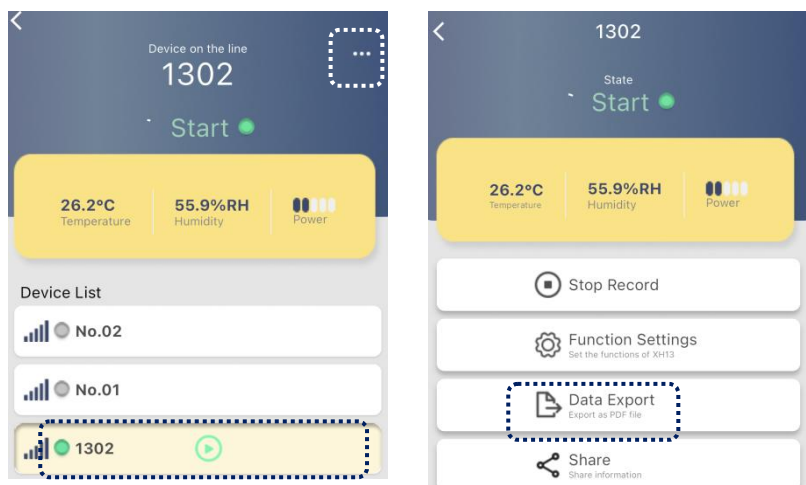 Device on the line
1302
Start
26.2°C
Temperature
55.9%RH
Humidity
Power
Device List
No.02
No.01
1302
1302
State
Start
26.2°C
Temperature
55.9%RH
Humidity
Power
Stop Record
Function Settings
Set the functions of XH13
Data Export
Export as PDF file
Share
Share information